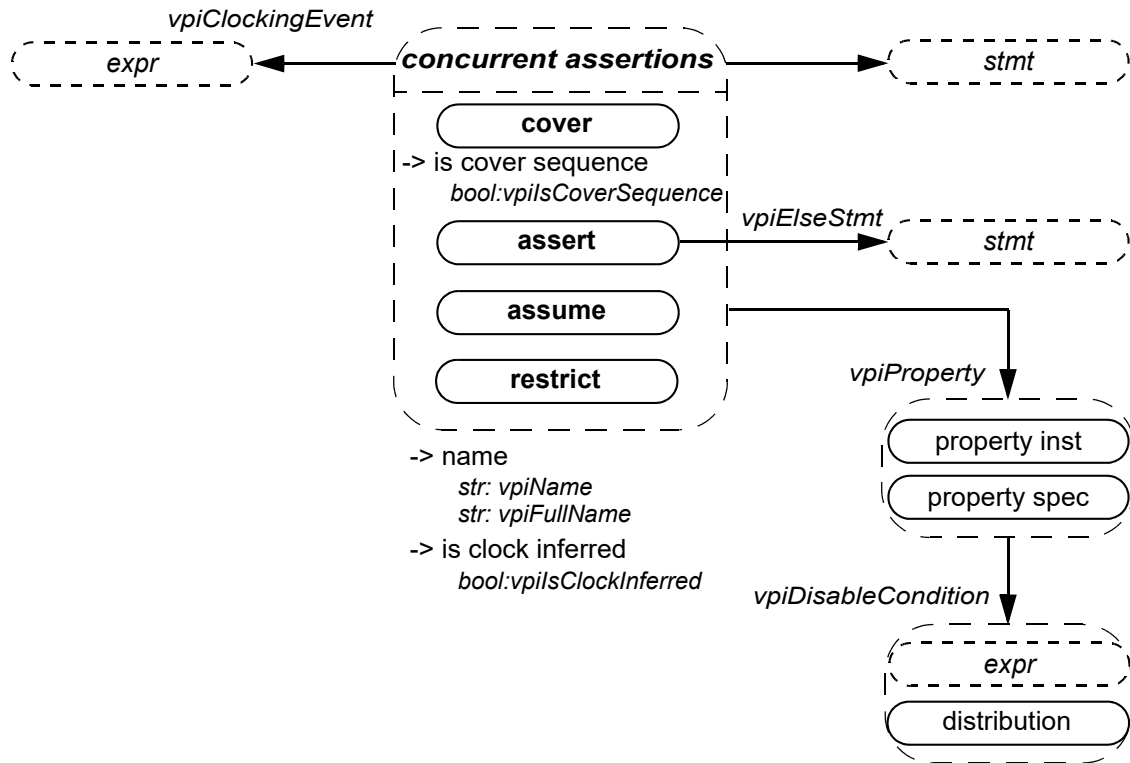 vpiClockingEvent
expr
concurrent assertions
stmt
cover
-> is cover sequence
bool:vpiIsCoverSequence
vpiElseStmt
assert
stmt
assume
restrict
vpiProperty
property inst
property spec
-> name
str: vpiName
str: vpiFullName
-> is clock inferred
bool:vpiIsClockInferred
vpiDisableCondition
expr
distribution